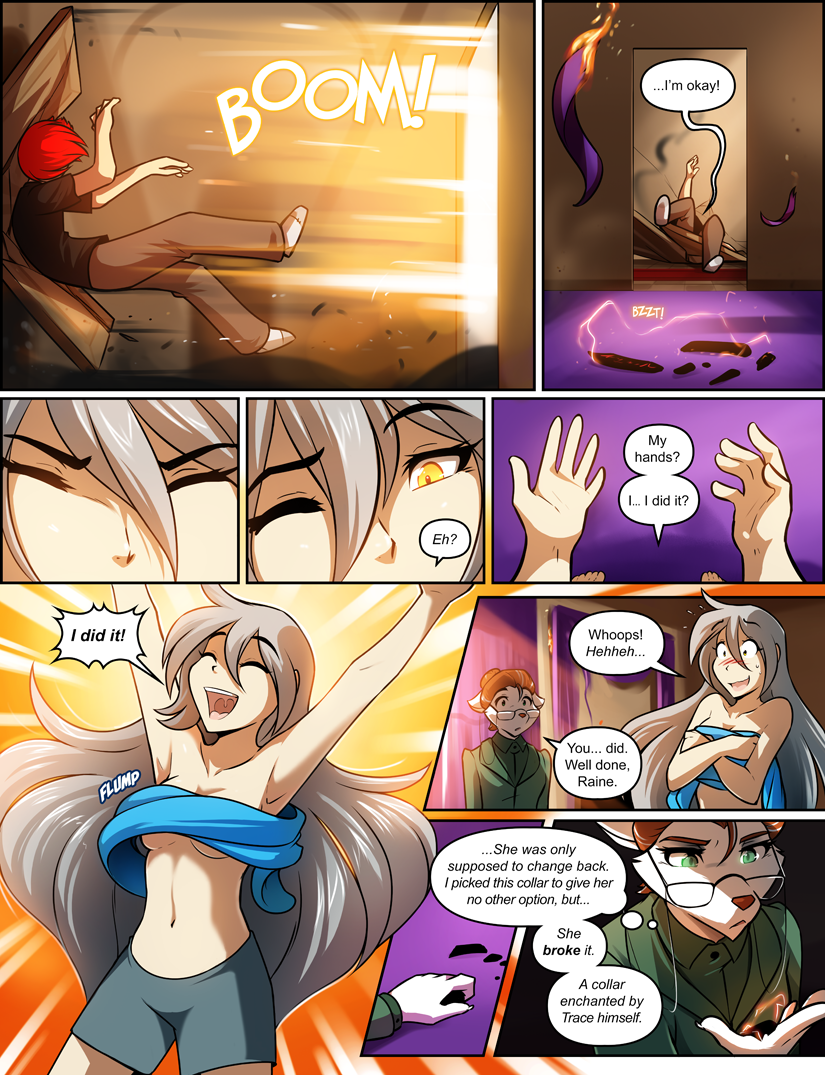 BOOM!
...I'm okay!
BZZT!
Eh?
My
hands?
I... I did it?
I did it!
FLUMP
Whoops!
Hehheh...
You... did.
Well done,
Raine.
...She was only
supposed to change back.
I picked this collar to give her
no other option, but...
She
broke it.
A collar
enchanted by
Trace himself.